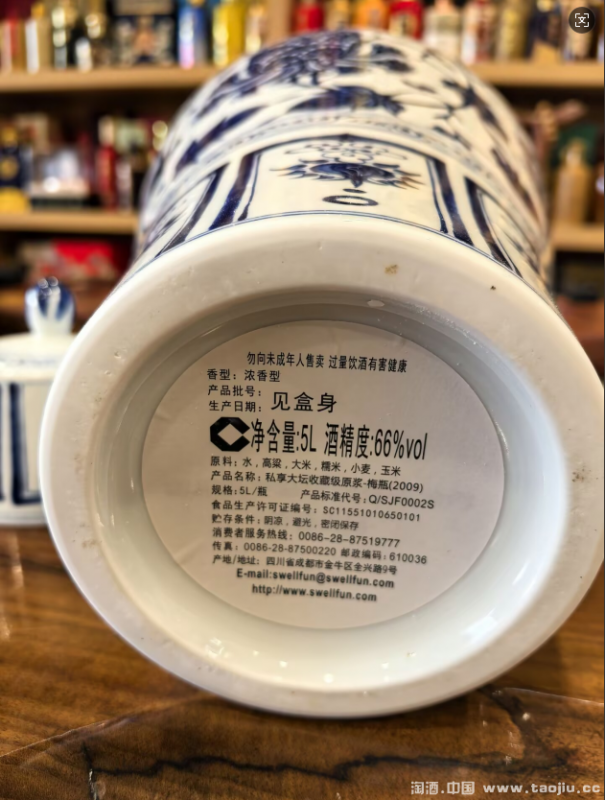 勿向未成年人售卖 过量饮酒有害健康
香型：浓香型
产品批号：
生产日期：见盒身
净含量:5L 酒精度:66%vol
原料：水，高粱，大米，糯米，小麦，玉米
产品名称：私享大坛收藏级原浆-梅瓶(2009)
规格：5L/瓶 产品标准代号：Q/SJF0002S
食品生产许可证编号：SC11551010650101
贮存条件：阴凉，避光，密闭保存
消费者服务热线：0086-28-87519777
传真：0086-28-87500220 邮政编码：610036
产地/地址：四川省成都市金牛区全兴路9号
E-mail:swellfun@swellfun.com
http://www.swellfun.com
淘酒.中国 www.taojiu.cc